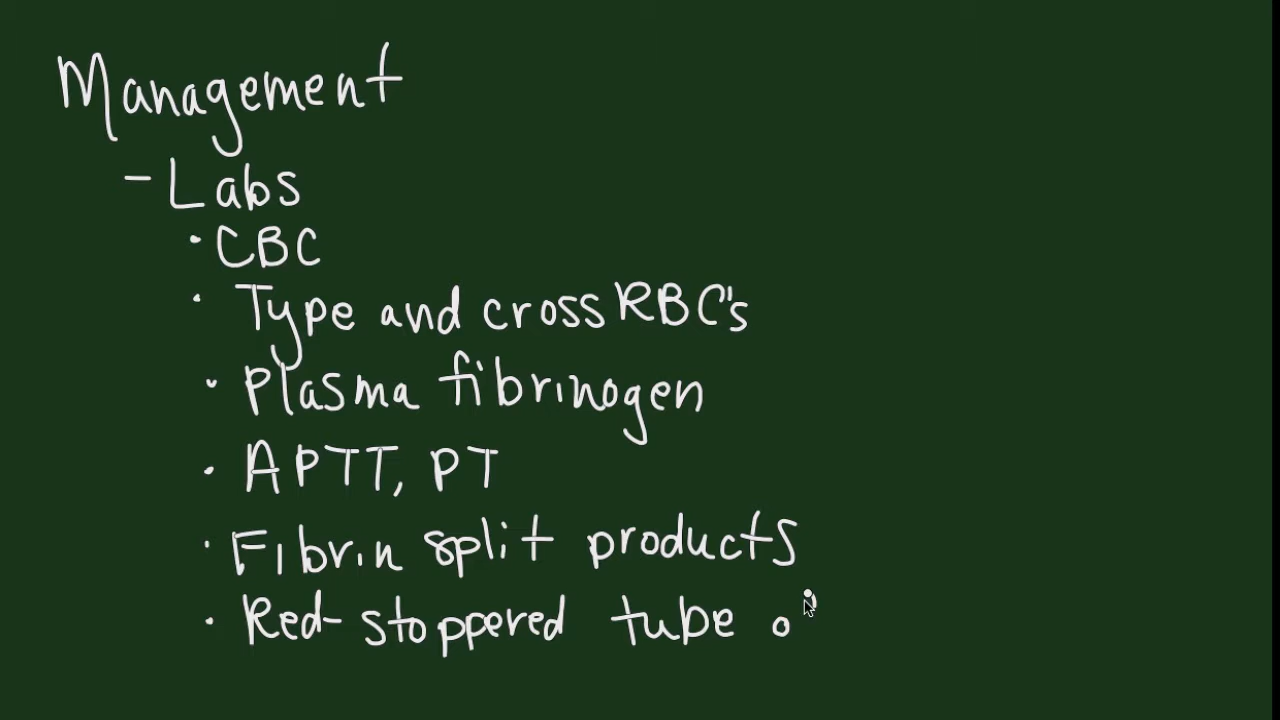 Management
- Labs
• CBC
• Type and cross RBC's
• Plasma fibrinogen
• APTT, PT
• Fibrin split products
• Red-stoppered tube